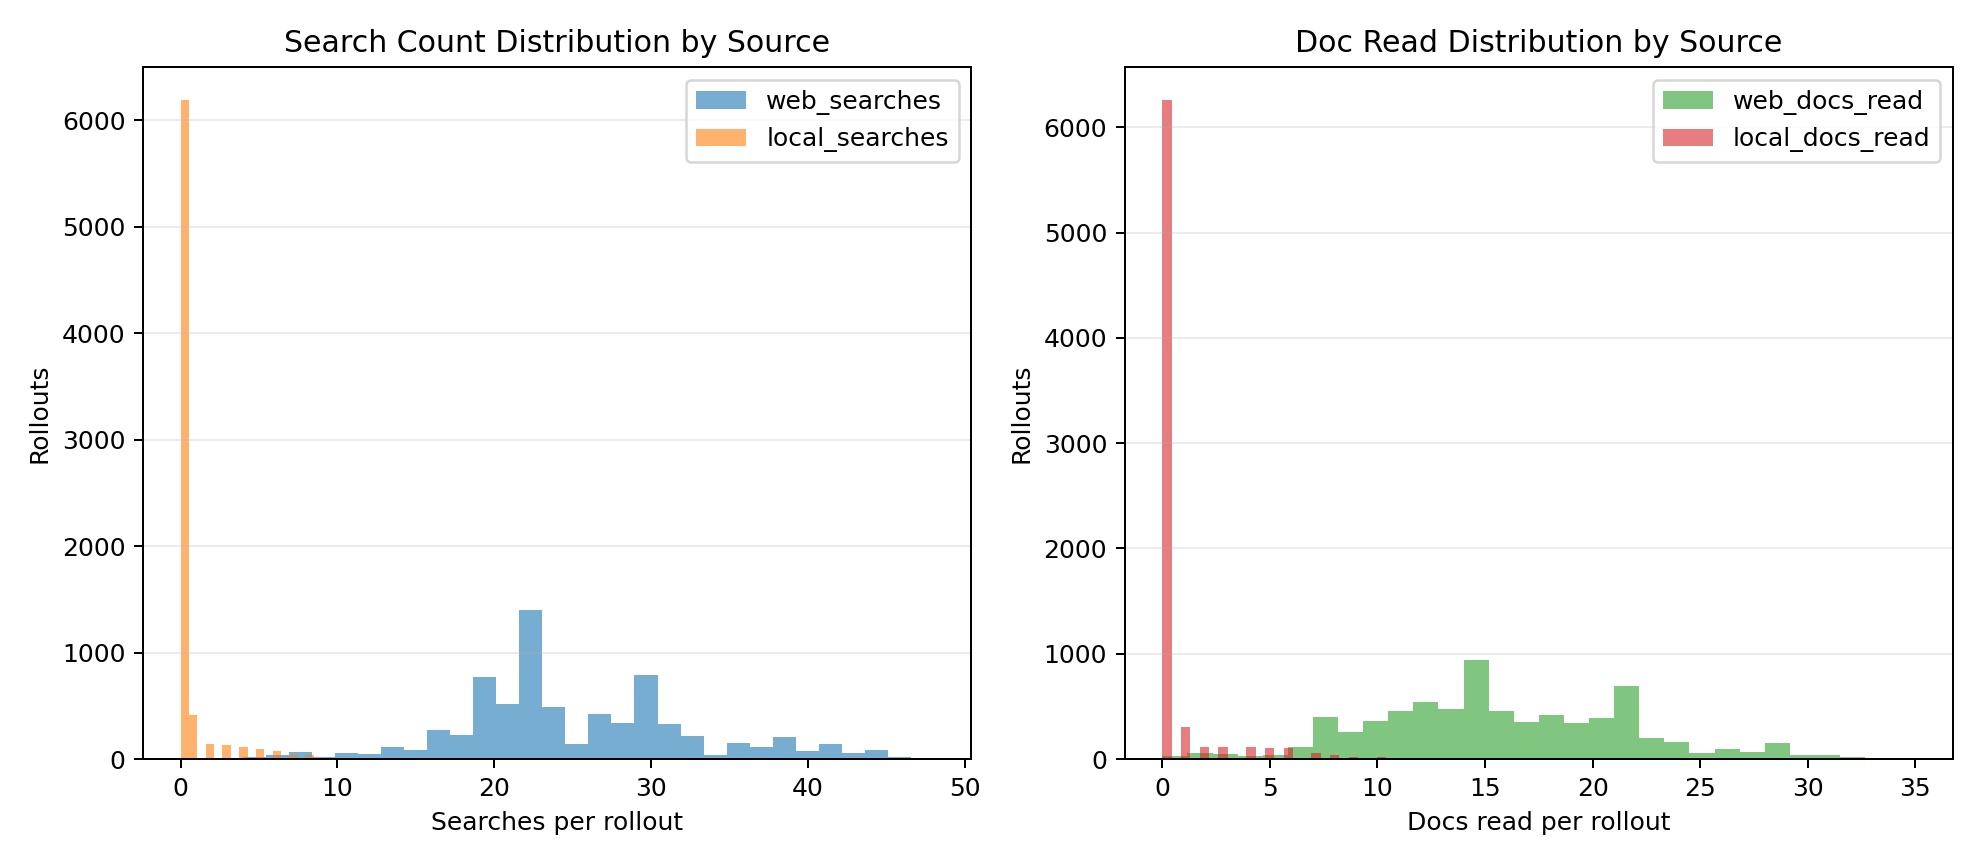 Search Count Distribution by Source
web_searches
local_searches
6000
5000
4000
3000
2000
1000
0
Rollouts
0 10 20 30 40 50
Searches per rollout
Doc Read Distribution by Source
web_docs_read
local_docs_read
6000
5000
4000
3000
2000
1000
0
Rollouts
0 5 10 15 20 25 30 35
Docs read per rollout